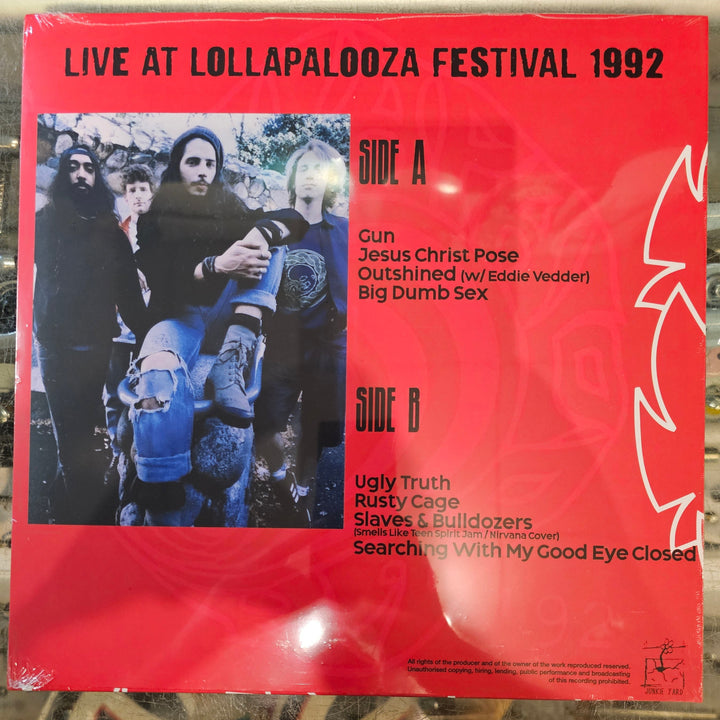 LIVE AT LOLLAPALOOZA FESTIVAL 1992
SIDE A
Gun
Jesus Christ Pose
Outshined (w/ Eddie Vedder)
Big Dumb Sex
SIDE B
Ugly Truth
Rusty Cage
Slaves & Bulldozers
(Smells Like Teen Spirit Jam / Nirvana Cover)
Searching With My Good Eye Closed
92
All rights of the producer and of the owner of the work reproduced reserved.
Unauthorised copying, hiring, lending, public performance and broadcasting
of this recording prohibited.
JUNKIE YARD